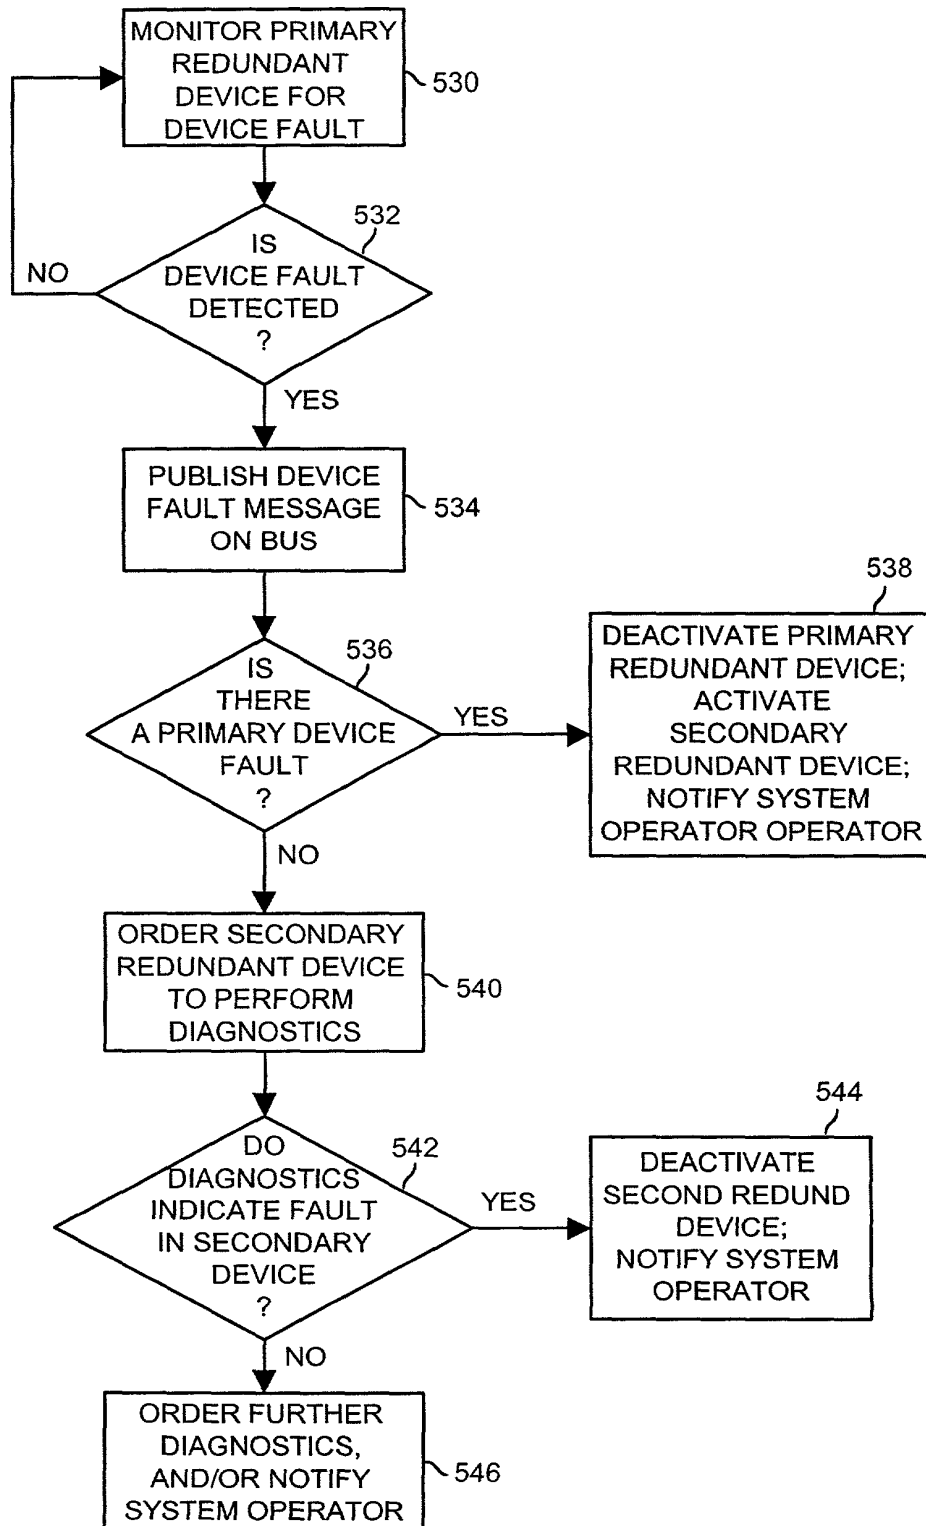 MONITOR PRIMARY
REDUNDANT
DEVICE FOR
DEVICE FAULT
530
532
IS
DEVICE FAULT
DETECTED
?
NO
YES
PUBLISH DEVICE
FAULT MESSAGE
ON BUS
534
536
IS
THERE
A PRIMARY DEVICE
FAULT
?
YES
538
DEACTIVATE PRIMARY
REDUNDANT DEVICE;
ACTIVATE
SECONDARY
REDUNDANT DEVICE;
NOTIFY SYSTEM
OPERATOR OPERATOR
NO
ORDER SECONDARY
REDUNDANT DEVICE
TO PERFORM
DIAGNOSTICS
540
542
DO
DIAGNOSTICS
INDICATE FAULT
IN SECONDARY
DEVICE
?
YES
544
DEACTIVATE
SECOND REDUND
DEVICE;
NOTIFY SYSTEM
OPERATOR
NO
ORDER FURTHER
DIAGNOSTICS,
AND/OR NOTIFY
SYSTEM OPERATOR
546